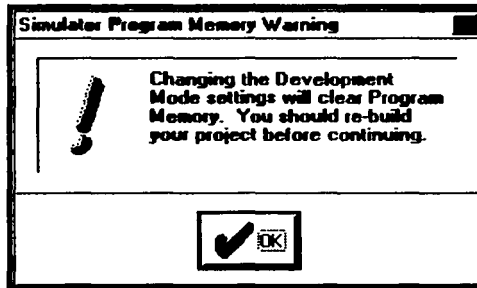 Simulator Program Memory Warning
Changing the Development
Mode settings will clear Program
Memory. You should re-build
your project before continuing.
OK